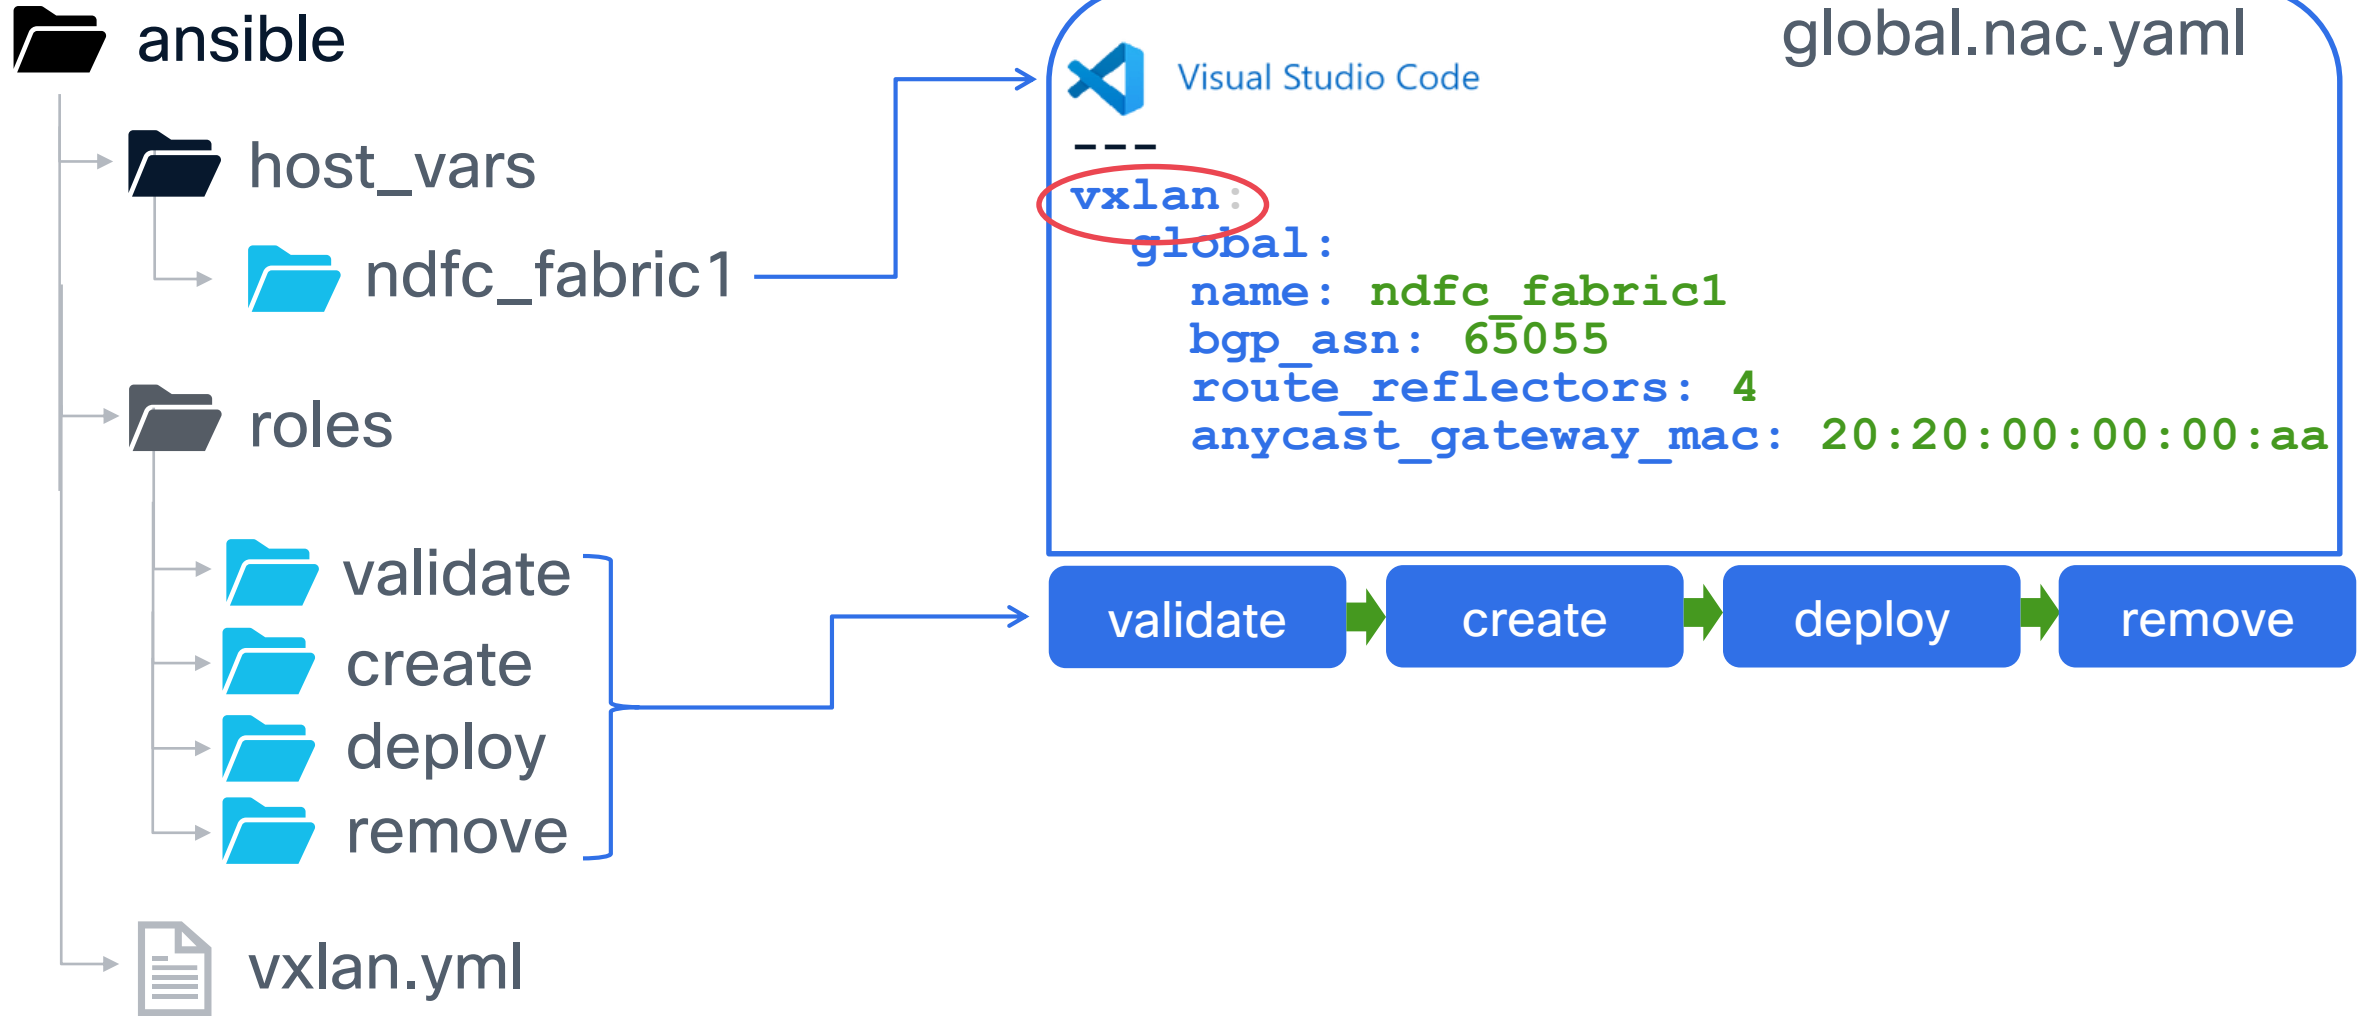 ansible
host_vars
ndfc_fabric1
roles
validate
create
deploy
remove
vxlan.yml
global.nac.yaml
Visual Studio Code
---
vxlan:
global:
name: ndfc_fabric1
bgp_asn: 65055
route_reflectors: 4
anycast_gateway_mac: 20:20:00:00:00:aa
validate
create
deploy
remove